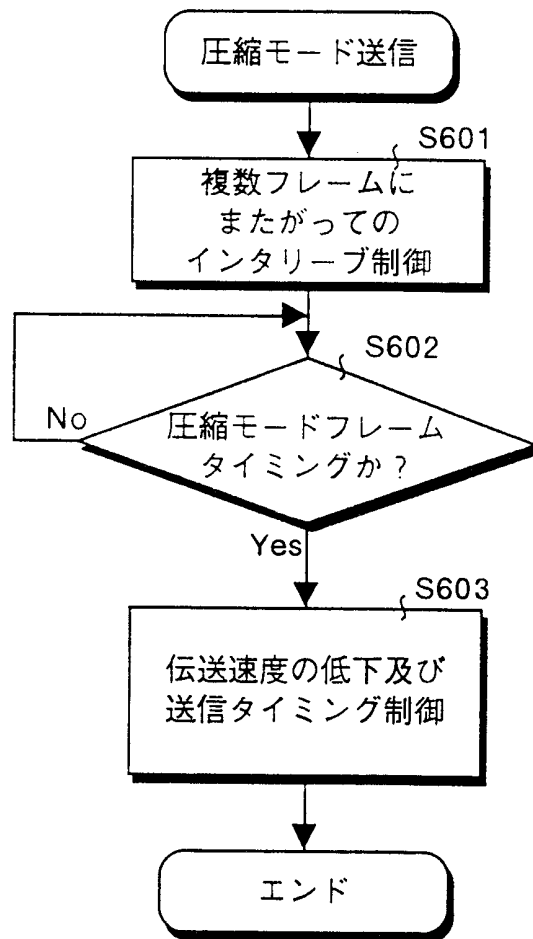 圧縮モード送信
S601
複数フレームに
またがっての
インタリーブ制御
S602
No
圧縮モードフレーム
タイミングか？
Yes
S603
伝送速度の低下及び
送信タイミング制御
エンド